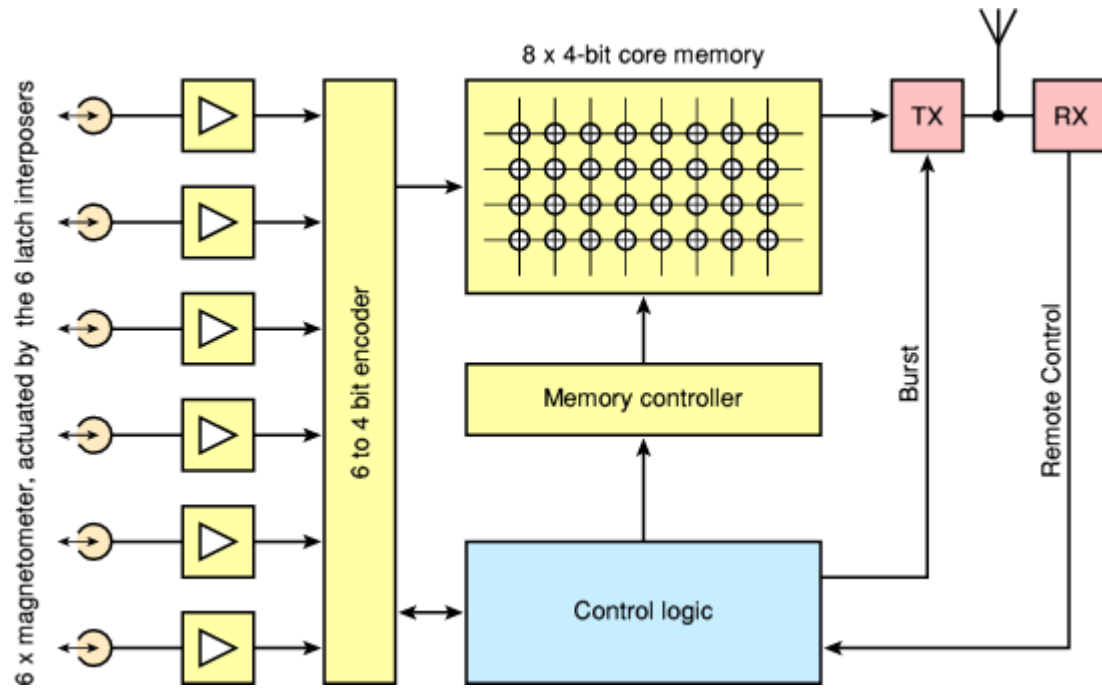 8 x 4-bit core memory
TX
RX
6 x magnetometer, actuated by the 6 latch interposers
6 to 4 bit encoder
Memory controller
Burst
Remote Control
Control logic